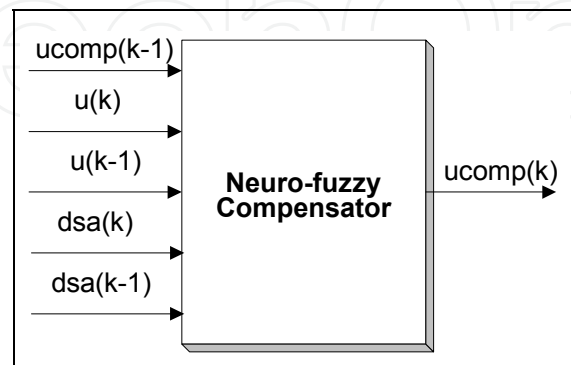 ucomp(k-1)
u(k)
u(k-1)
dsa(k)
dsa(k-1)
Neuro-fuzzy
Compensator
ucomp(k)